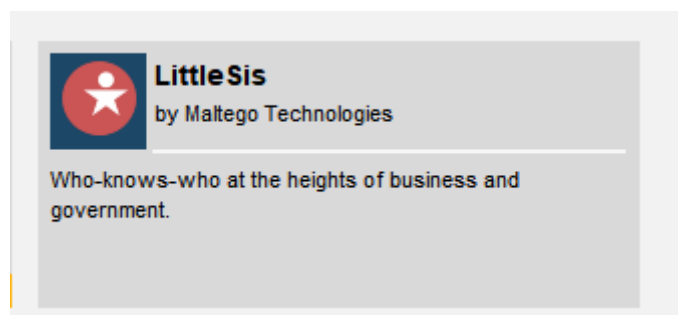 LittleSis
by Maltego Technologies
Who-knows-who at the heights of business and
government.